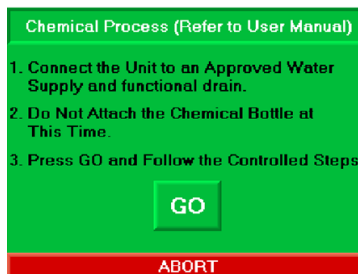 Chemical Process (Refer to User Manual)
1. Connect the Unit to an Approved Water
Supply and functional drain.
2. Do Not Attach the Chemical Bottle at
This Time.
3. Press GO and Follow the Controlled Steps
GO
ABORT